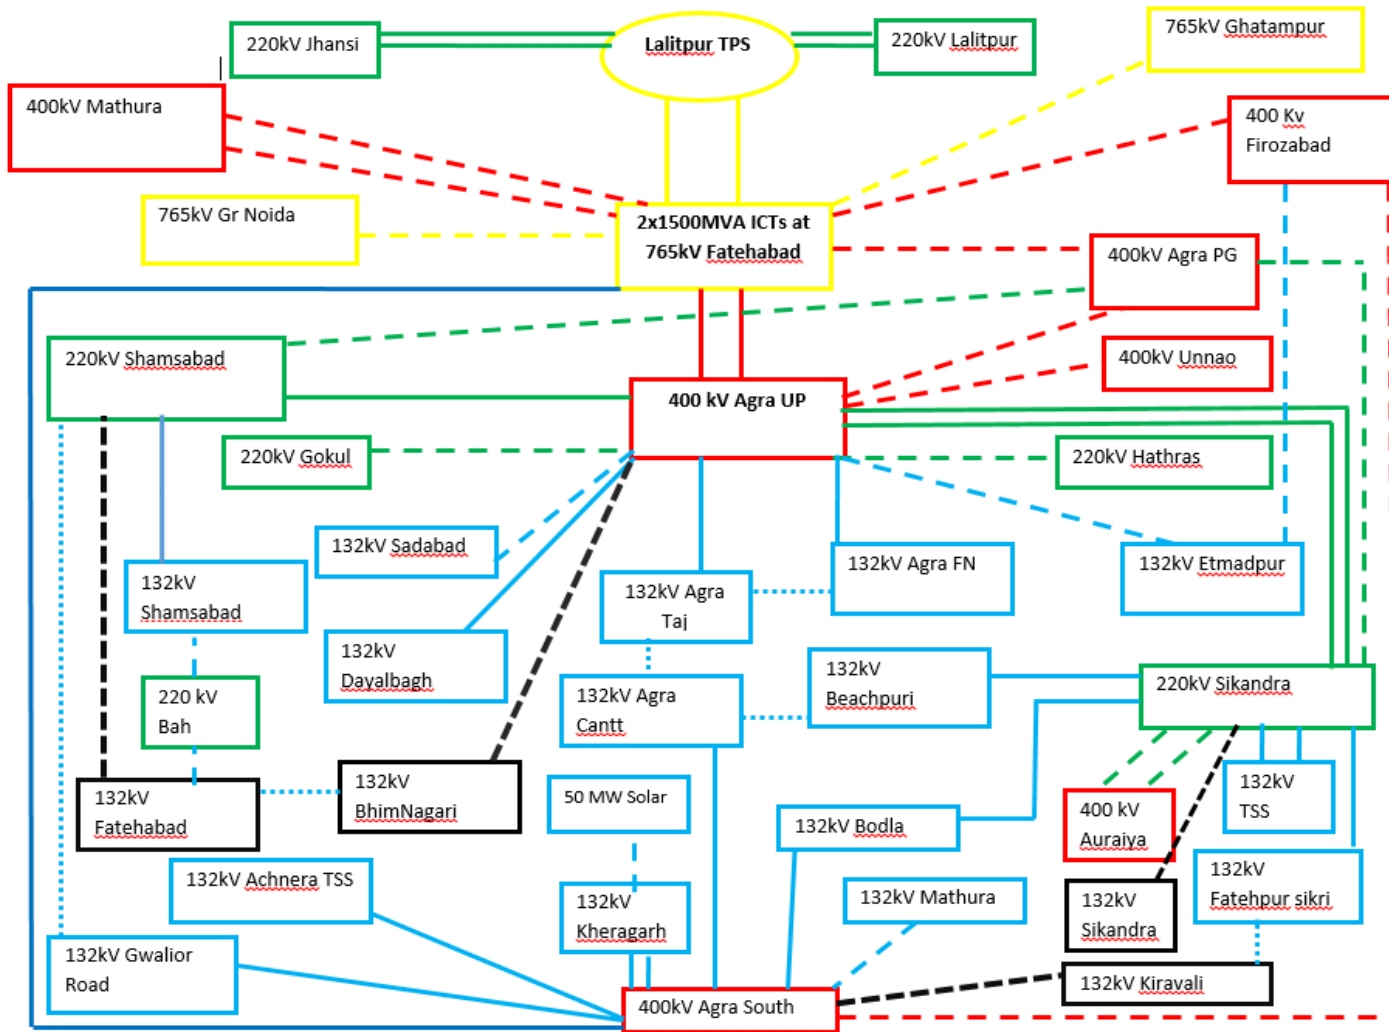 220kV Jhansi
Lalitpur TPS
220kV Lalitpur
765kV Ghatampur
400kV Mathura
400 Kv
Firozabad
765kV Gr Noida
2x1500MVA ICTs at
765kV Fatehabad
400kV Agra PG
220kV Shamsabad
400kV Unnao
400 kV Agra UP
220kV Gokul
220kV Hathras
132kV Sadabad
132kV Agra FN
132kV Etmadpur
132kV
Shamsabad
132kV Agra
Taj
132kV
Dayalbagh
132kV
Beachpuri
220kV Sikandra
220 kV
Bah
132kV Agra
Cantt
132kV
Fatehabad
132kV
BhimNagari
50 MW Solar
132kV Bodla
400 kV
Auraiya
132kV
TSS
132kV Achnera TSS
132kV
Kheragarh
132kV Mathura
132kV
Sikandra
132kV
Fatehpur sikri
132kV Gwalior
Road
132kV Kiravali
400kV Agra South